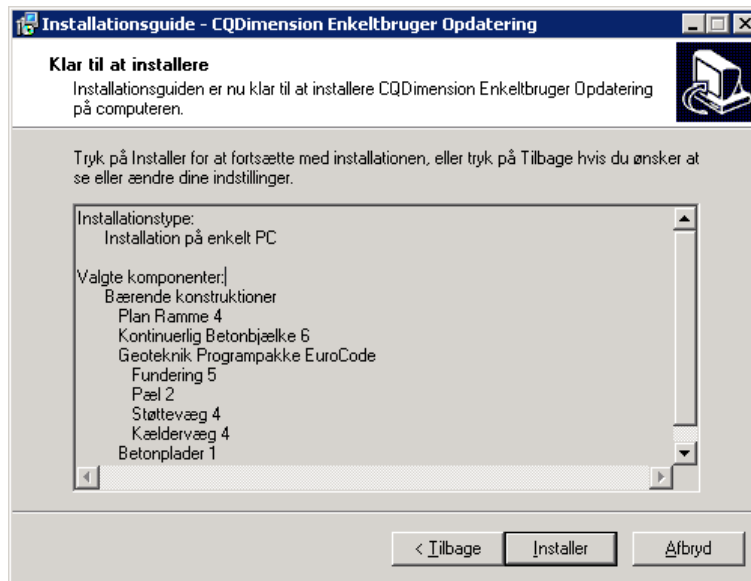 Installationsguide - CQDimension Enkeltbruger Opdatering
Klar til at installere
Installationsguiden er nu klar til at installere CQDimension Enkeltbruger Opdatering
på computeren.
Tryk på Installer for at fortsætte med installationen, eller tryk på Tilbage hvis du ønsker at
se eller ændre dine indstillinger.
Installationstype:
Installation på enkelt PC
Valgte komponenter:
Bærende konstruktioner
Plan Ramme 4
Kontinuerlig Betonbjælke 6
Geoteknik Programpakke EuroCode
Fundering 5
Pæl 2
Støttevæg 4
Kældervæg 4
Betonplader 1
< Tilbage
Installer
Afbryd